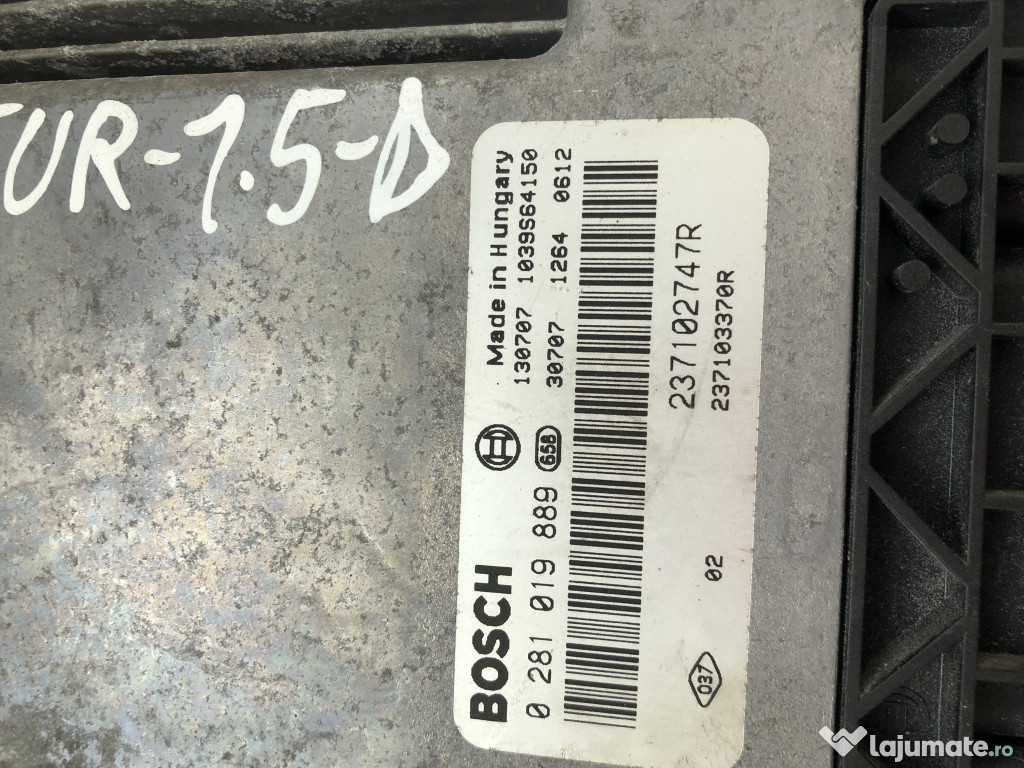 TUR-1.5-D
BOSCH
Made in Hungary
0 281 019 889
658
130707 1039S64150
30707 1264 0612
237102747R
237103370R
02
037
lajumate.ro